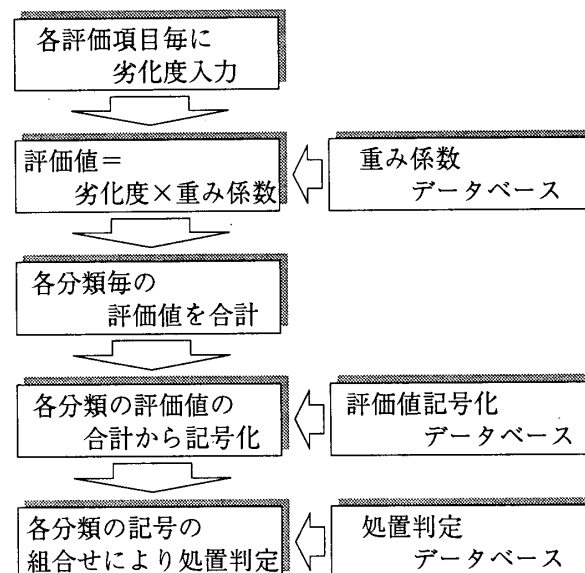 各評価項目毎に
劣化度入力
評価値＝
劣化度×重み係数
重み係数
データベース
各分類毎の
評価値を合計
各分類の評価値の
合計から記号化
評価値記号化
データベース
各分類の記号の
組合せにより処置判定
処置判定
データベース